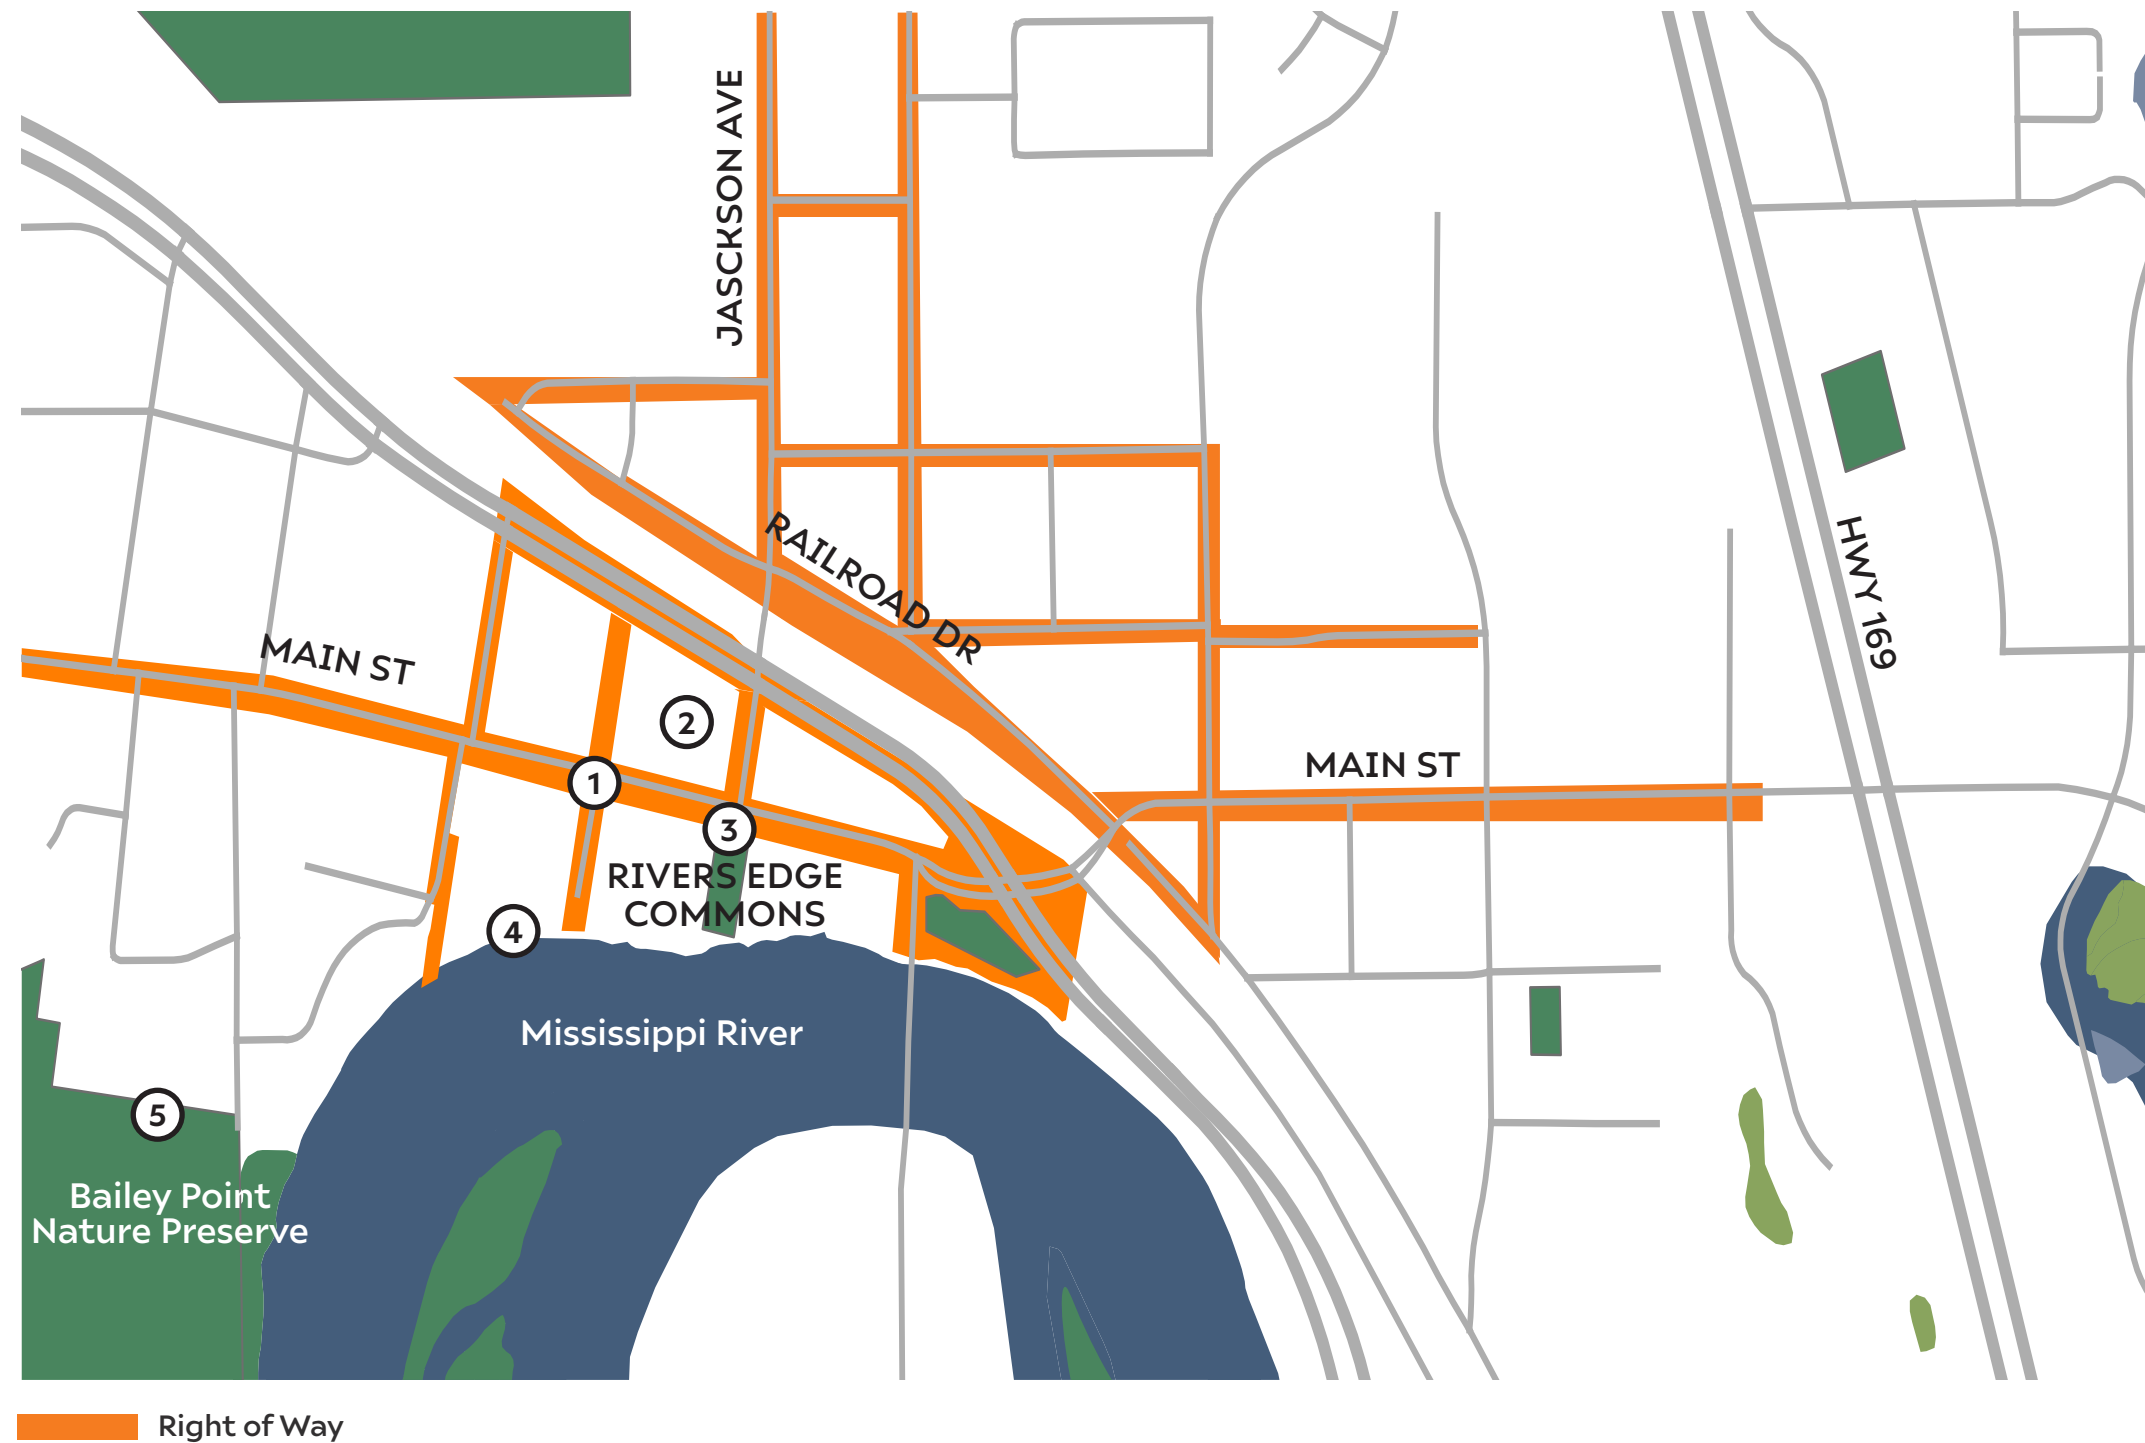 JASCKSON AVE
RAILROAD DR
HWY 169
MAIN ST
2
MAIN ST
1
3
RIVERS EDGE
COMMONS
4
Mississippi River
5
Bailey Point
Nature Preserve
Right of Way